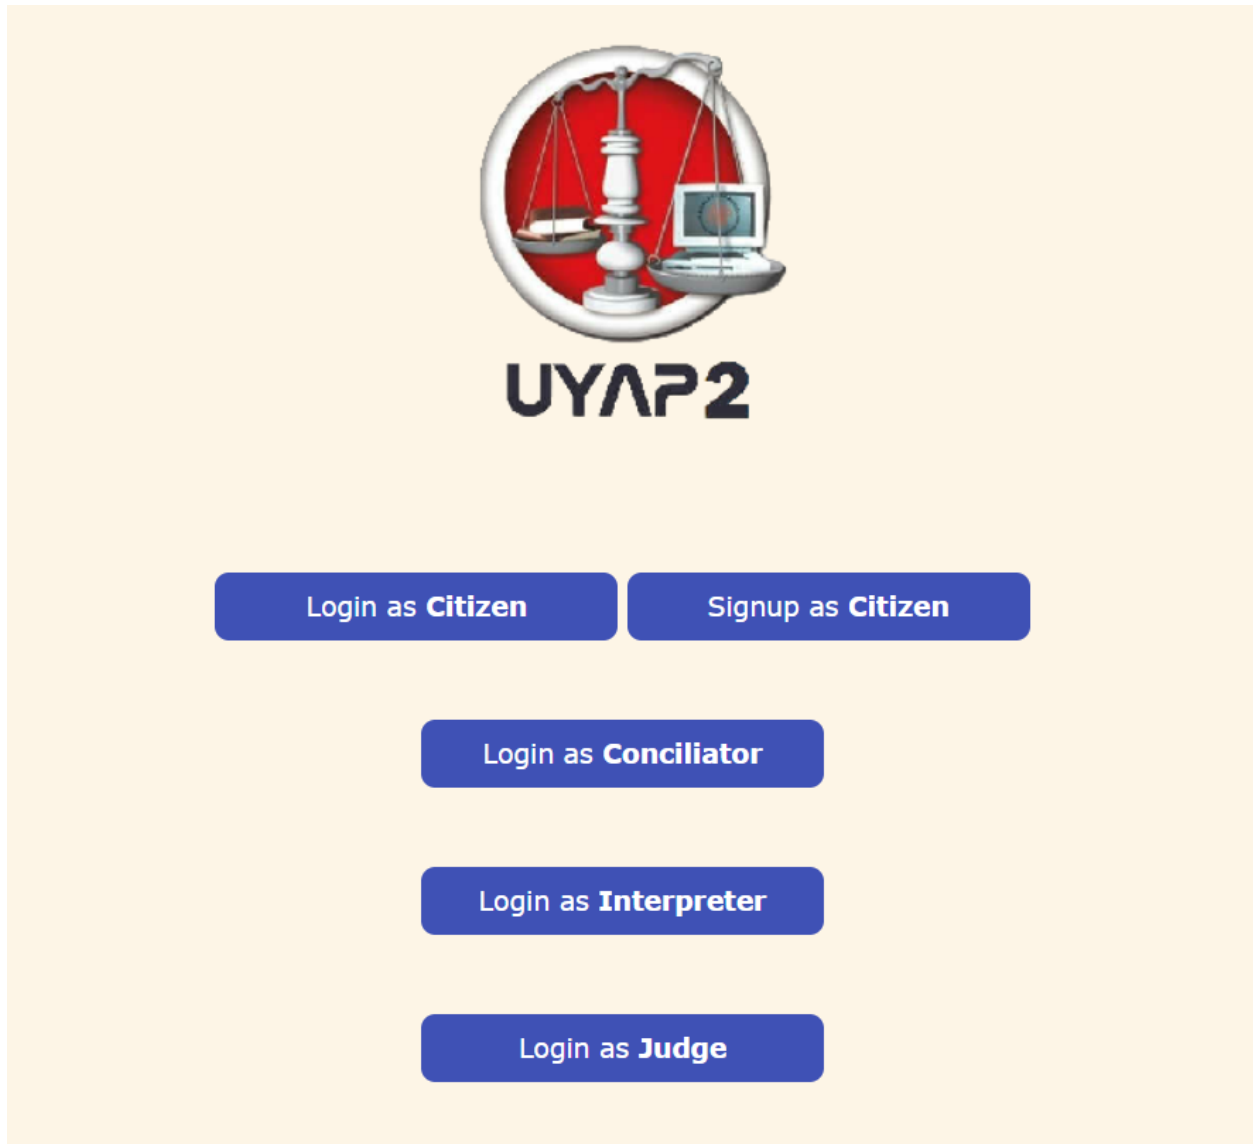 UYAP2
Login as Citizen
Signup as Citizen
Login as Conciliator
Login as Interpreter
Login as Judge